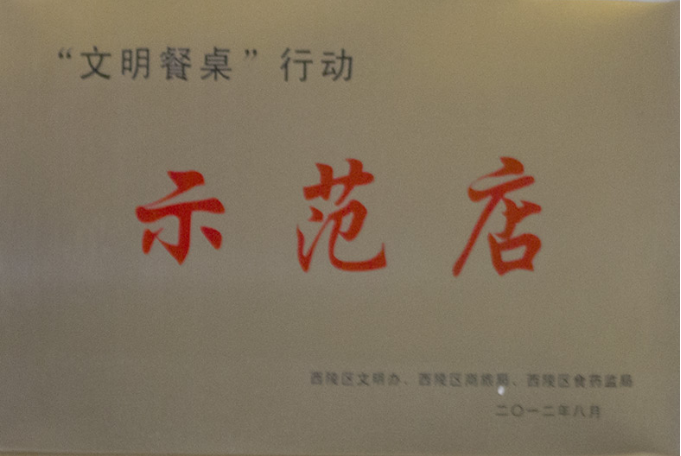 “文明餐桌”行动
示范店
西陵区文明办、西陵区商旅局、西陵区食药监局
二〇一二年八月